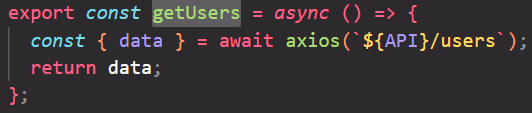 export const getUsers = async () => {
  const { data } = await axios(`${API}/users`);
  return data;
};